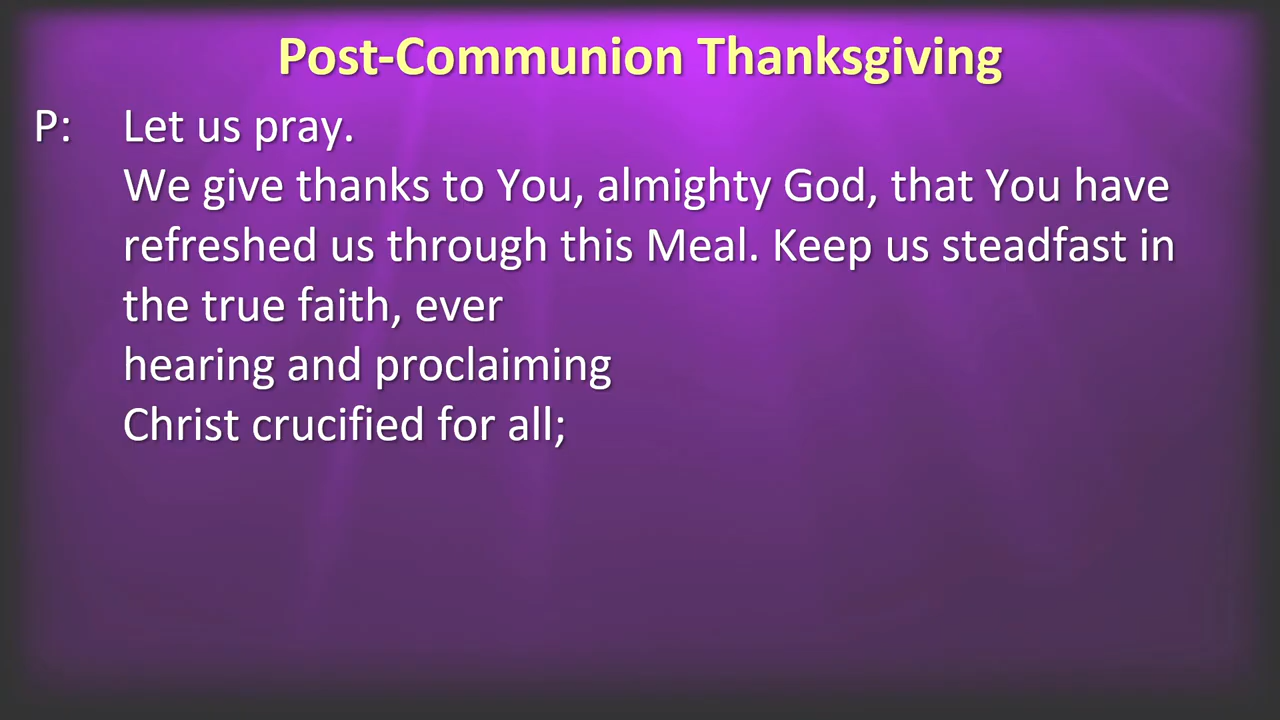 Post-Communion Thanksgiving
P: Let us pray.
We give thanks to You, almighty God, that You have
refreshed us through this Meal. Keep us steadfast in
the true faith, ever
hearing and proclaiming
Christ crucified for all;